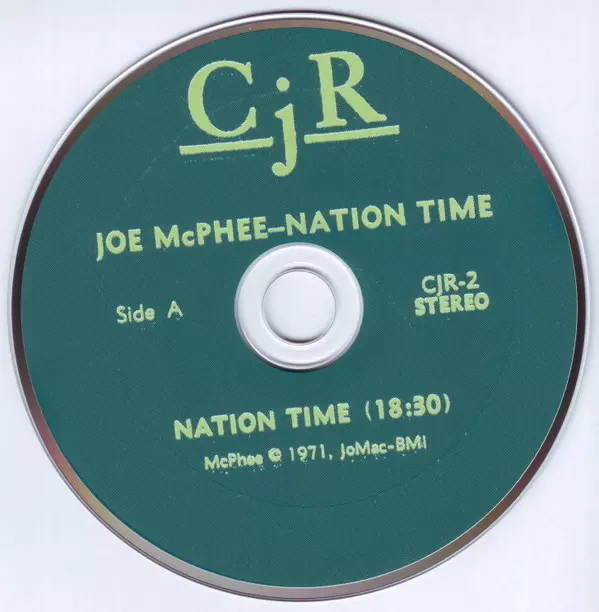 CjR
JOE McPHEE–NATION TIME
Side A
CJR-2
STEREO
NATION TIME (18:30)
McPhee © 1971, JoMac-BMI